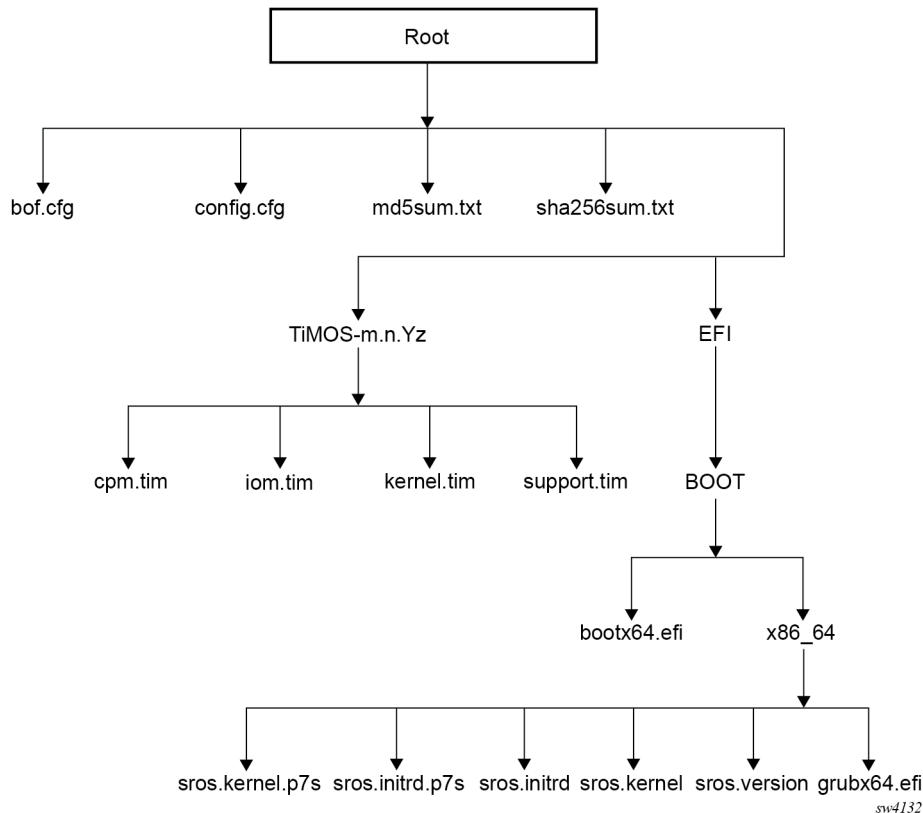 Root
bof.cfg config.cfg md5sum.txt sha256sum.txt
TiMOS-m.n.Yz EFI
cpm.tim iom.tim kernel.tim support.tim BOOT
bootx64.efi x86_64
sros.kernel.p7s sros.initrd.p7s sros.initrd sros.kernel sros.version grubx64.efi
sw4132